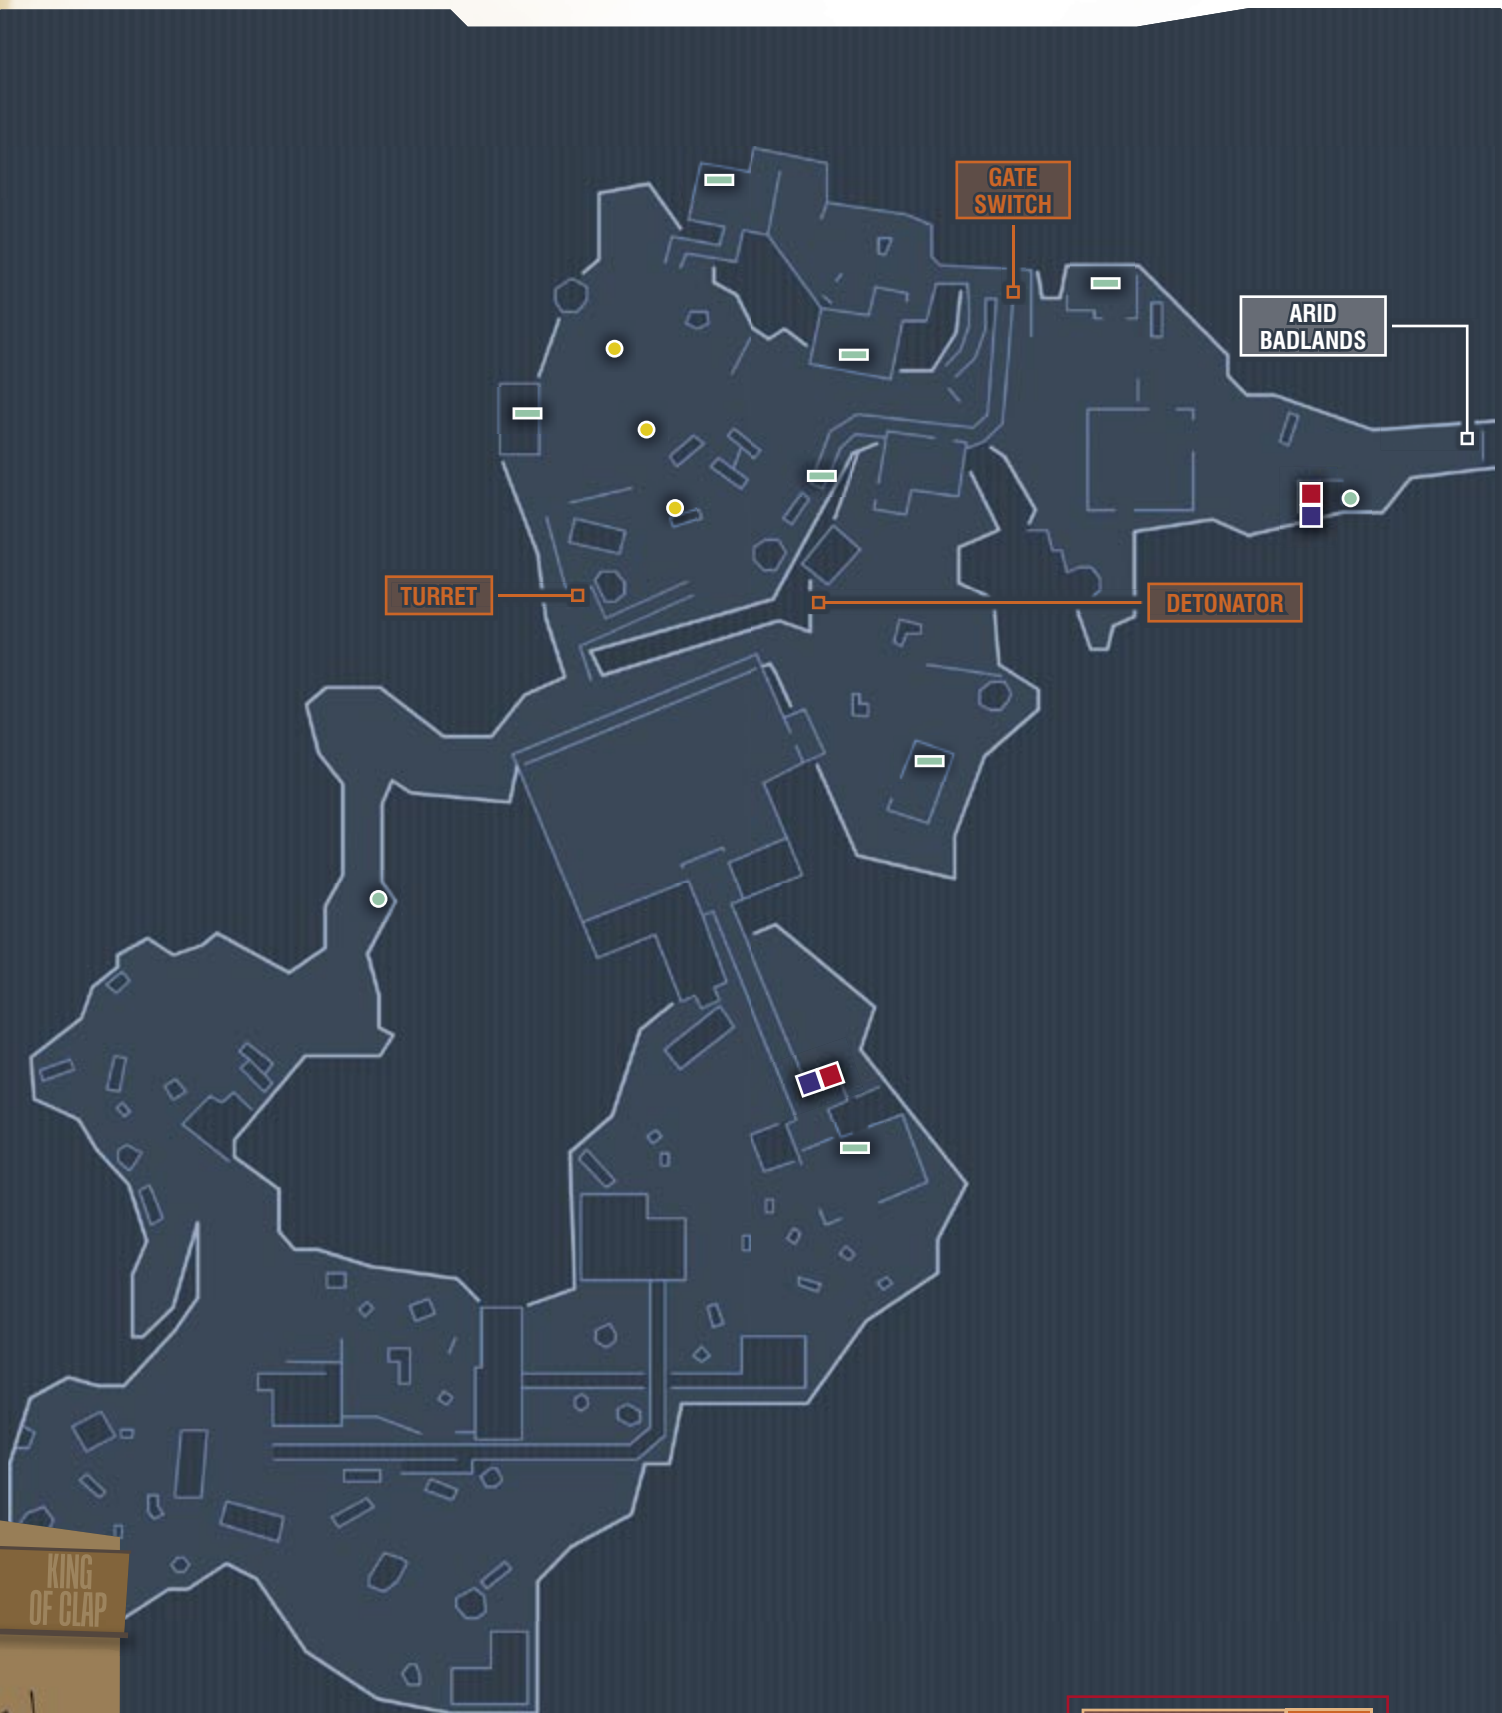 GATE
SWITCH
ARID
BADLANDS
TURRET
DETONATOR
KING
OF CLAP